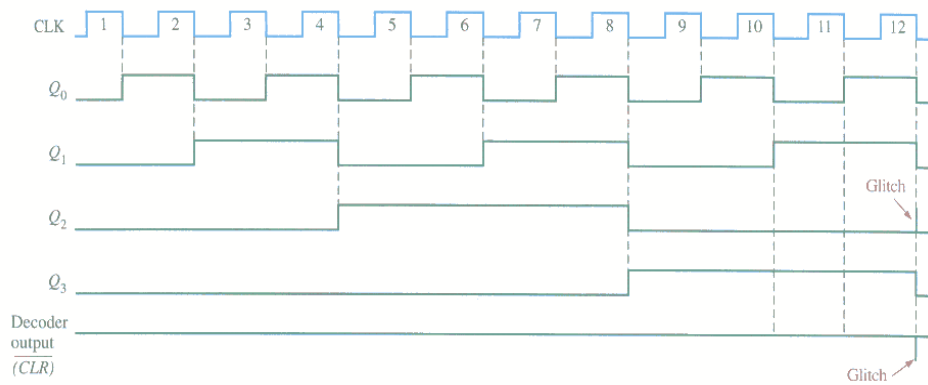 CLK 1 2 3 4 5 6 7 8 9 10 11 12
Q0
Q1
Glitch
Q2
Q3
Decoder
output
(CLR)
Glitch